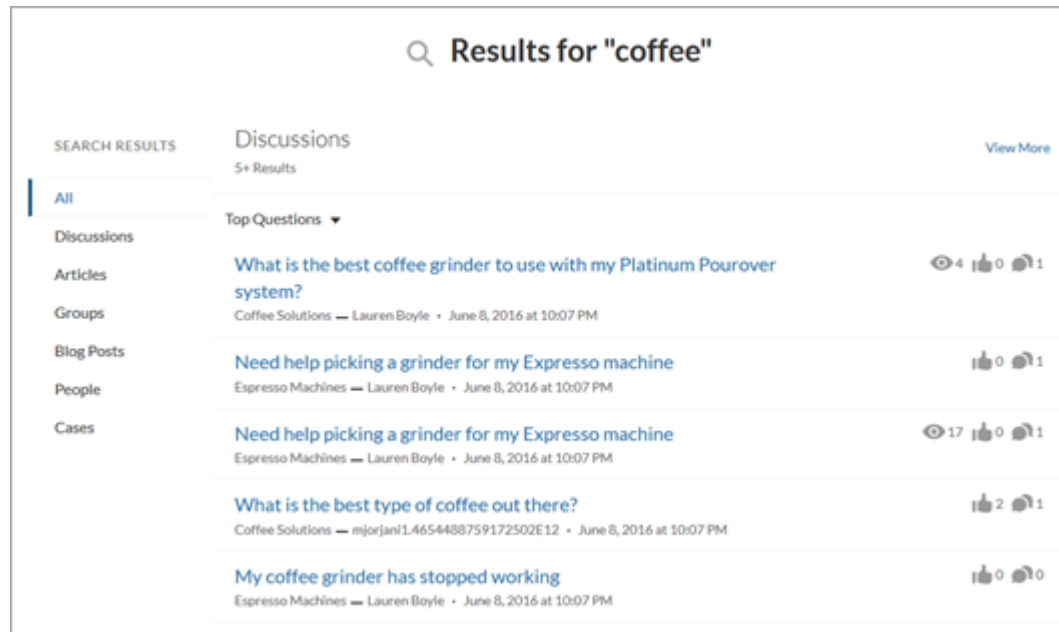 Results for "coffee"
SEARCH RESULTS
All
Discussions
Articles
Groups
Blog Posts
People
Cases
Discussions
5+ Results
View More
Top Questions
What is the best coffee grinder to use with my Platinum Pourover
system?
4 0 1
Coffee Solutions — Lauren Boyle • June 8, 2016 at 10:07 PM
Need help picking a grinder for my Expresso machine
0 1
Espresso Machines — Lauren Boyle • June 8, 2016 at 10:07 PM
Need help picking a grinder for my Expresso machine
17 0 1
Espresso Machines — Lauren Boyle • June 8, 2016 at 10:07 PM
What is the best type of coffee out there?
2 1
Coffee Solutions — mjorjani1.4654488759172502E12 • June 8, 2016 at 10:07 PM
My coffee grinder has stopped working
0 0
Espresso Machines — Lauren Boyle • June 8, 2016 at 10:07 PM